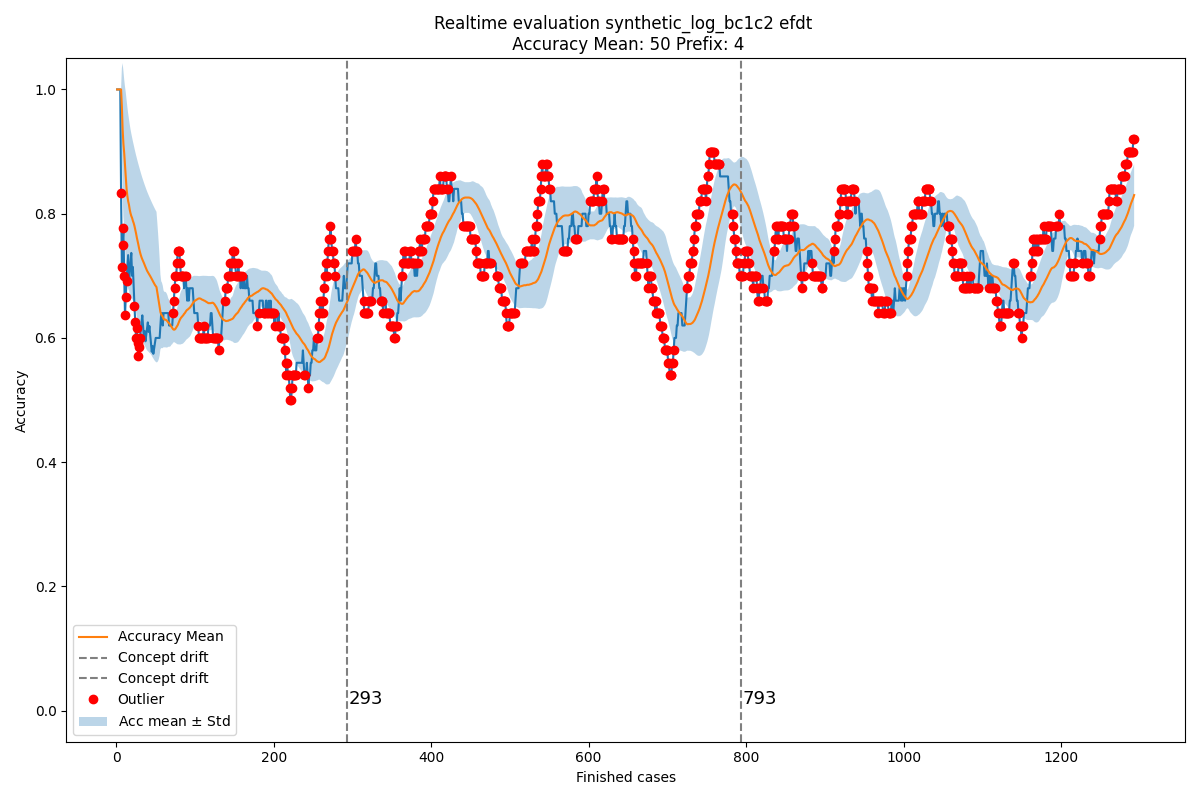 Realtime evaluation synthetic_log_bc1c2 efdt
Accuracy Mean: 50 Prefix: 4
Accuracy
1.0
0.8
0.6
0.4
0.2
0.0
Accuracy Mean
Concept drift
Concept drift
Outlier
Acc mean ± Std
293
793
0
200
400
600
800
1000
1200
Finished cases